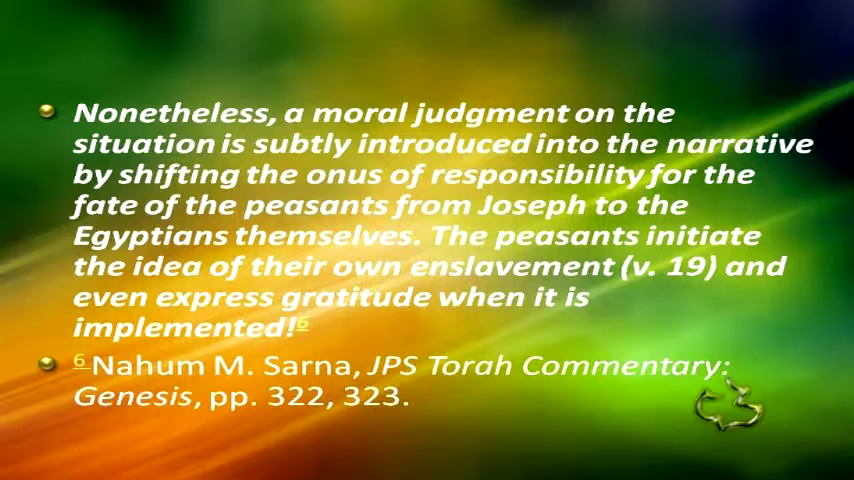 Nonetheless, a moral judgment on the
situation is subtly introduced into the narrative
by shifting the onus of responsibility for the
fate of the peasants from Joseph to the
Egyptians themselves. The peasants initiate
the idea of their own enslavement (v. 19) and
even express gratitude when it is
implemented!6
6 Nahum M. Sarna, JPS Torah Commentary:
Genesis, pp. 322, 323.